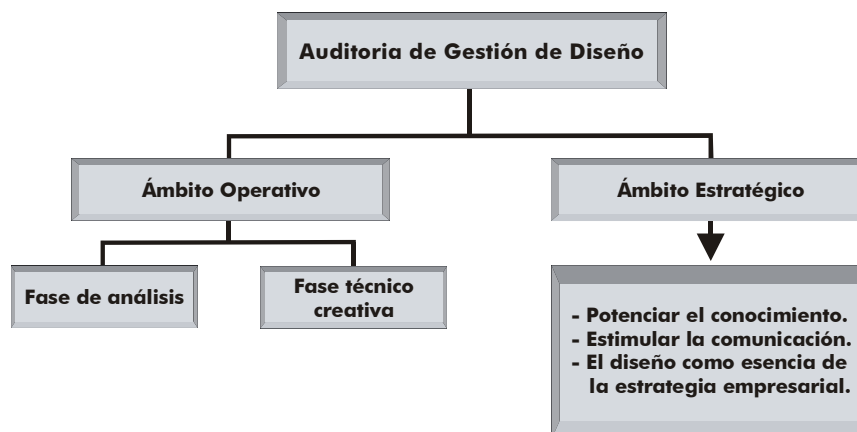 Auditoria de Gestión de Diseño
Ámbito Operativo
Ámbito Estratégico
Fase de análisis
Fase técnico
creativa
- Potenciar el conocimiento.
- Estimular la comunicación.
- El diseño como esencia de
la estrategia empresarial.